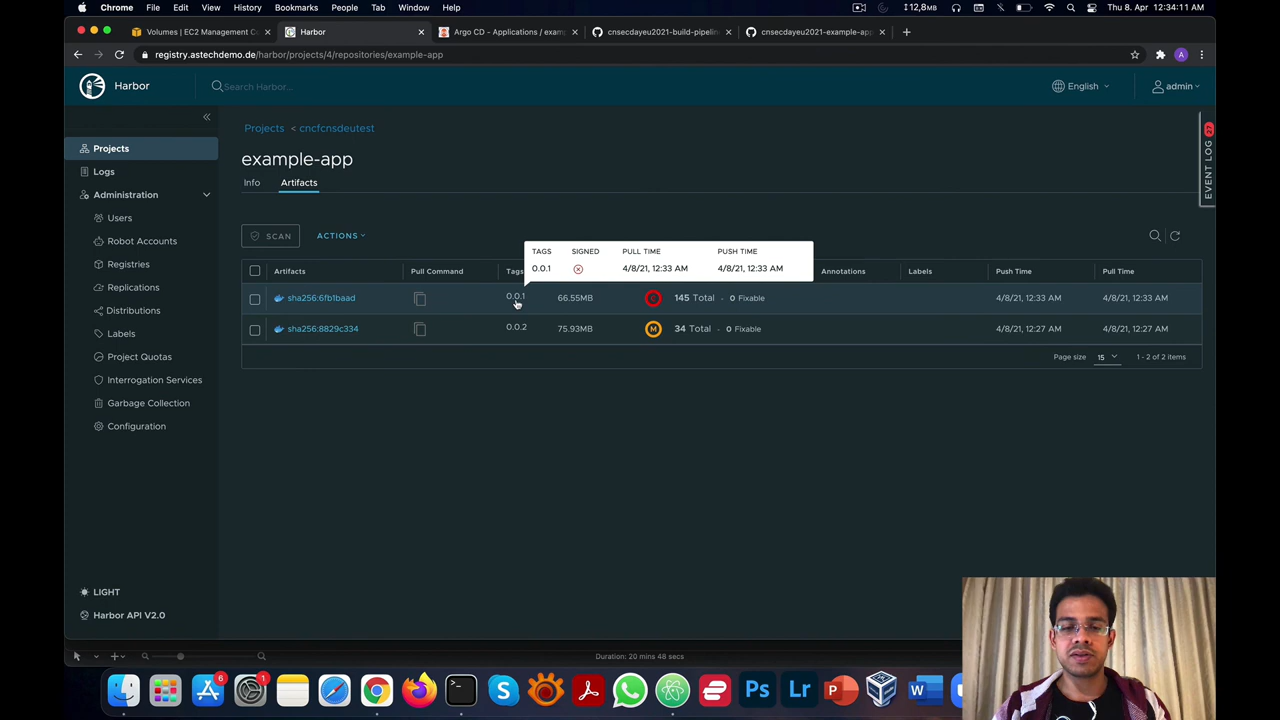 Chrome File Edit View History Bookmarks People Tab Window Help 12,8MB Thu 8. Apr 12:34:11 AM
Volumes | EC2 Management C Harbor Argo CD - Applications / exam cnsecdayeu2021-build-pipelin cnsecdayeu2021-example-app
registry.astechdemo.de/harbor/projects/4/repositories/example-app
Harbor Search Harbor... English admin
Projects
Logs
Administration
Users
Robot Accounts
Registries
Replications
Distributions
Labels
Project Quotas
Interrogation Services
Garbage Collection
Configuration
LIGHT
Harbor API V2.0
Projects < cncfcnsdeutest
example-app
Info Artifacts
SCAN ACTIONS
TAGS SIGNED PULL TIME PUSH TIME
0.0.1 4/8/21, 12:33 AM 4/8/21, 12:33 AM
Artifacts Pull Command Tags Annotations Labels Push Time Pull Time
sha256:6fb1baad 0.0.1 66.55MB C 145 Total - 0 Fixable 4/8/21, 12:33 AM 4/8/21, 12:33 AM
sha256:8829c334 0.0.2 75.93MB M 34 Total - 0 Fixable 4/8/21, 12:27 AM 4/8/21, 12:27 AM
Page size 15 1 - 2 of 2 items
EVENT LOG 27
Duration: 20 mins 48 secs
6 1 Ps Lr P W